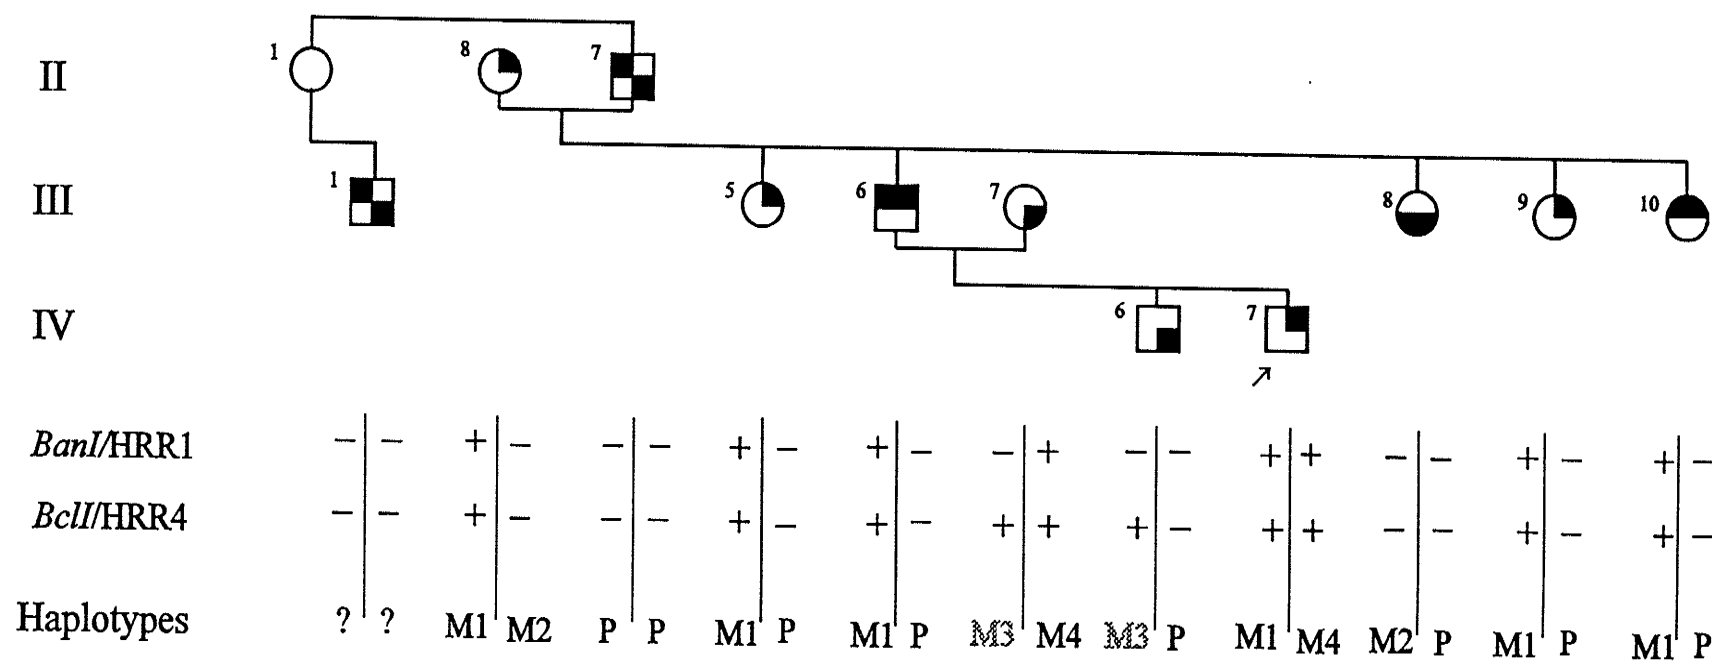 II 1 8 7
III 1 5 6 7 8 9 10
IV 6 7
BanI/HRR1 − − + − − − + − + − − + − − + + − − + − + −
BclI/HRR4 − − + − − − + − + − + + + − + + − − + − + −
Haplotypes ? ? M1 M2 P P M1 P M1 P M3 M4 M3 P M1 M4 M2 P M1 P M1 P